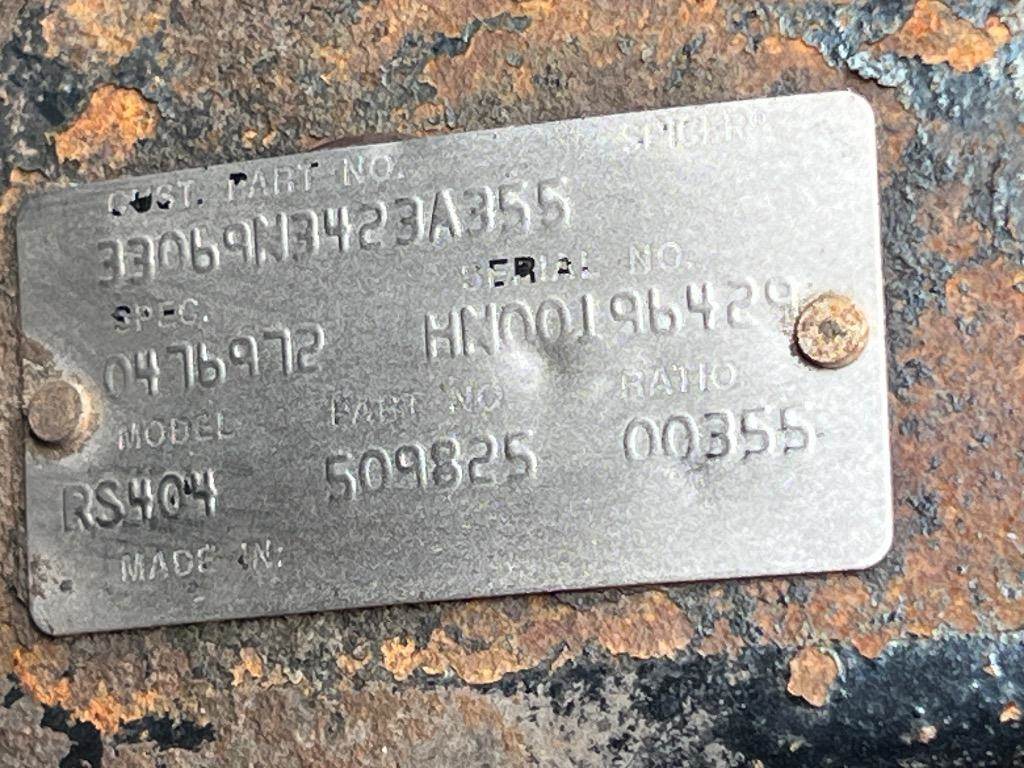 SPICER®
CUST. PART NO.
33069N3423A355
SPEC. SERIAL NO.
0476972 HN00196429
MODEL PART NO. RATIO
RS404 509825 00355
MADE IN: